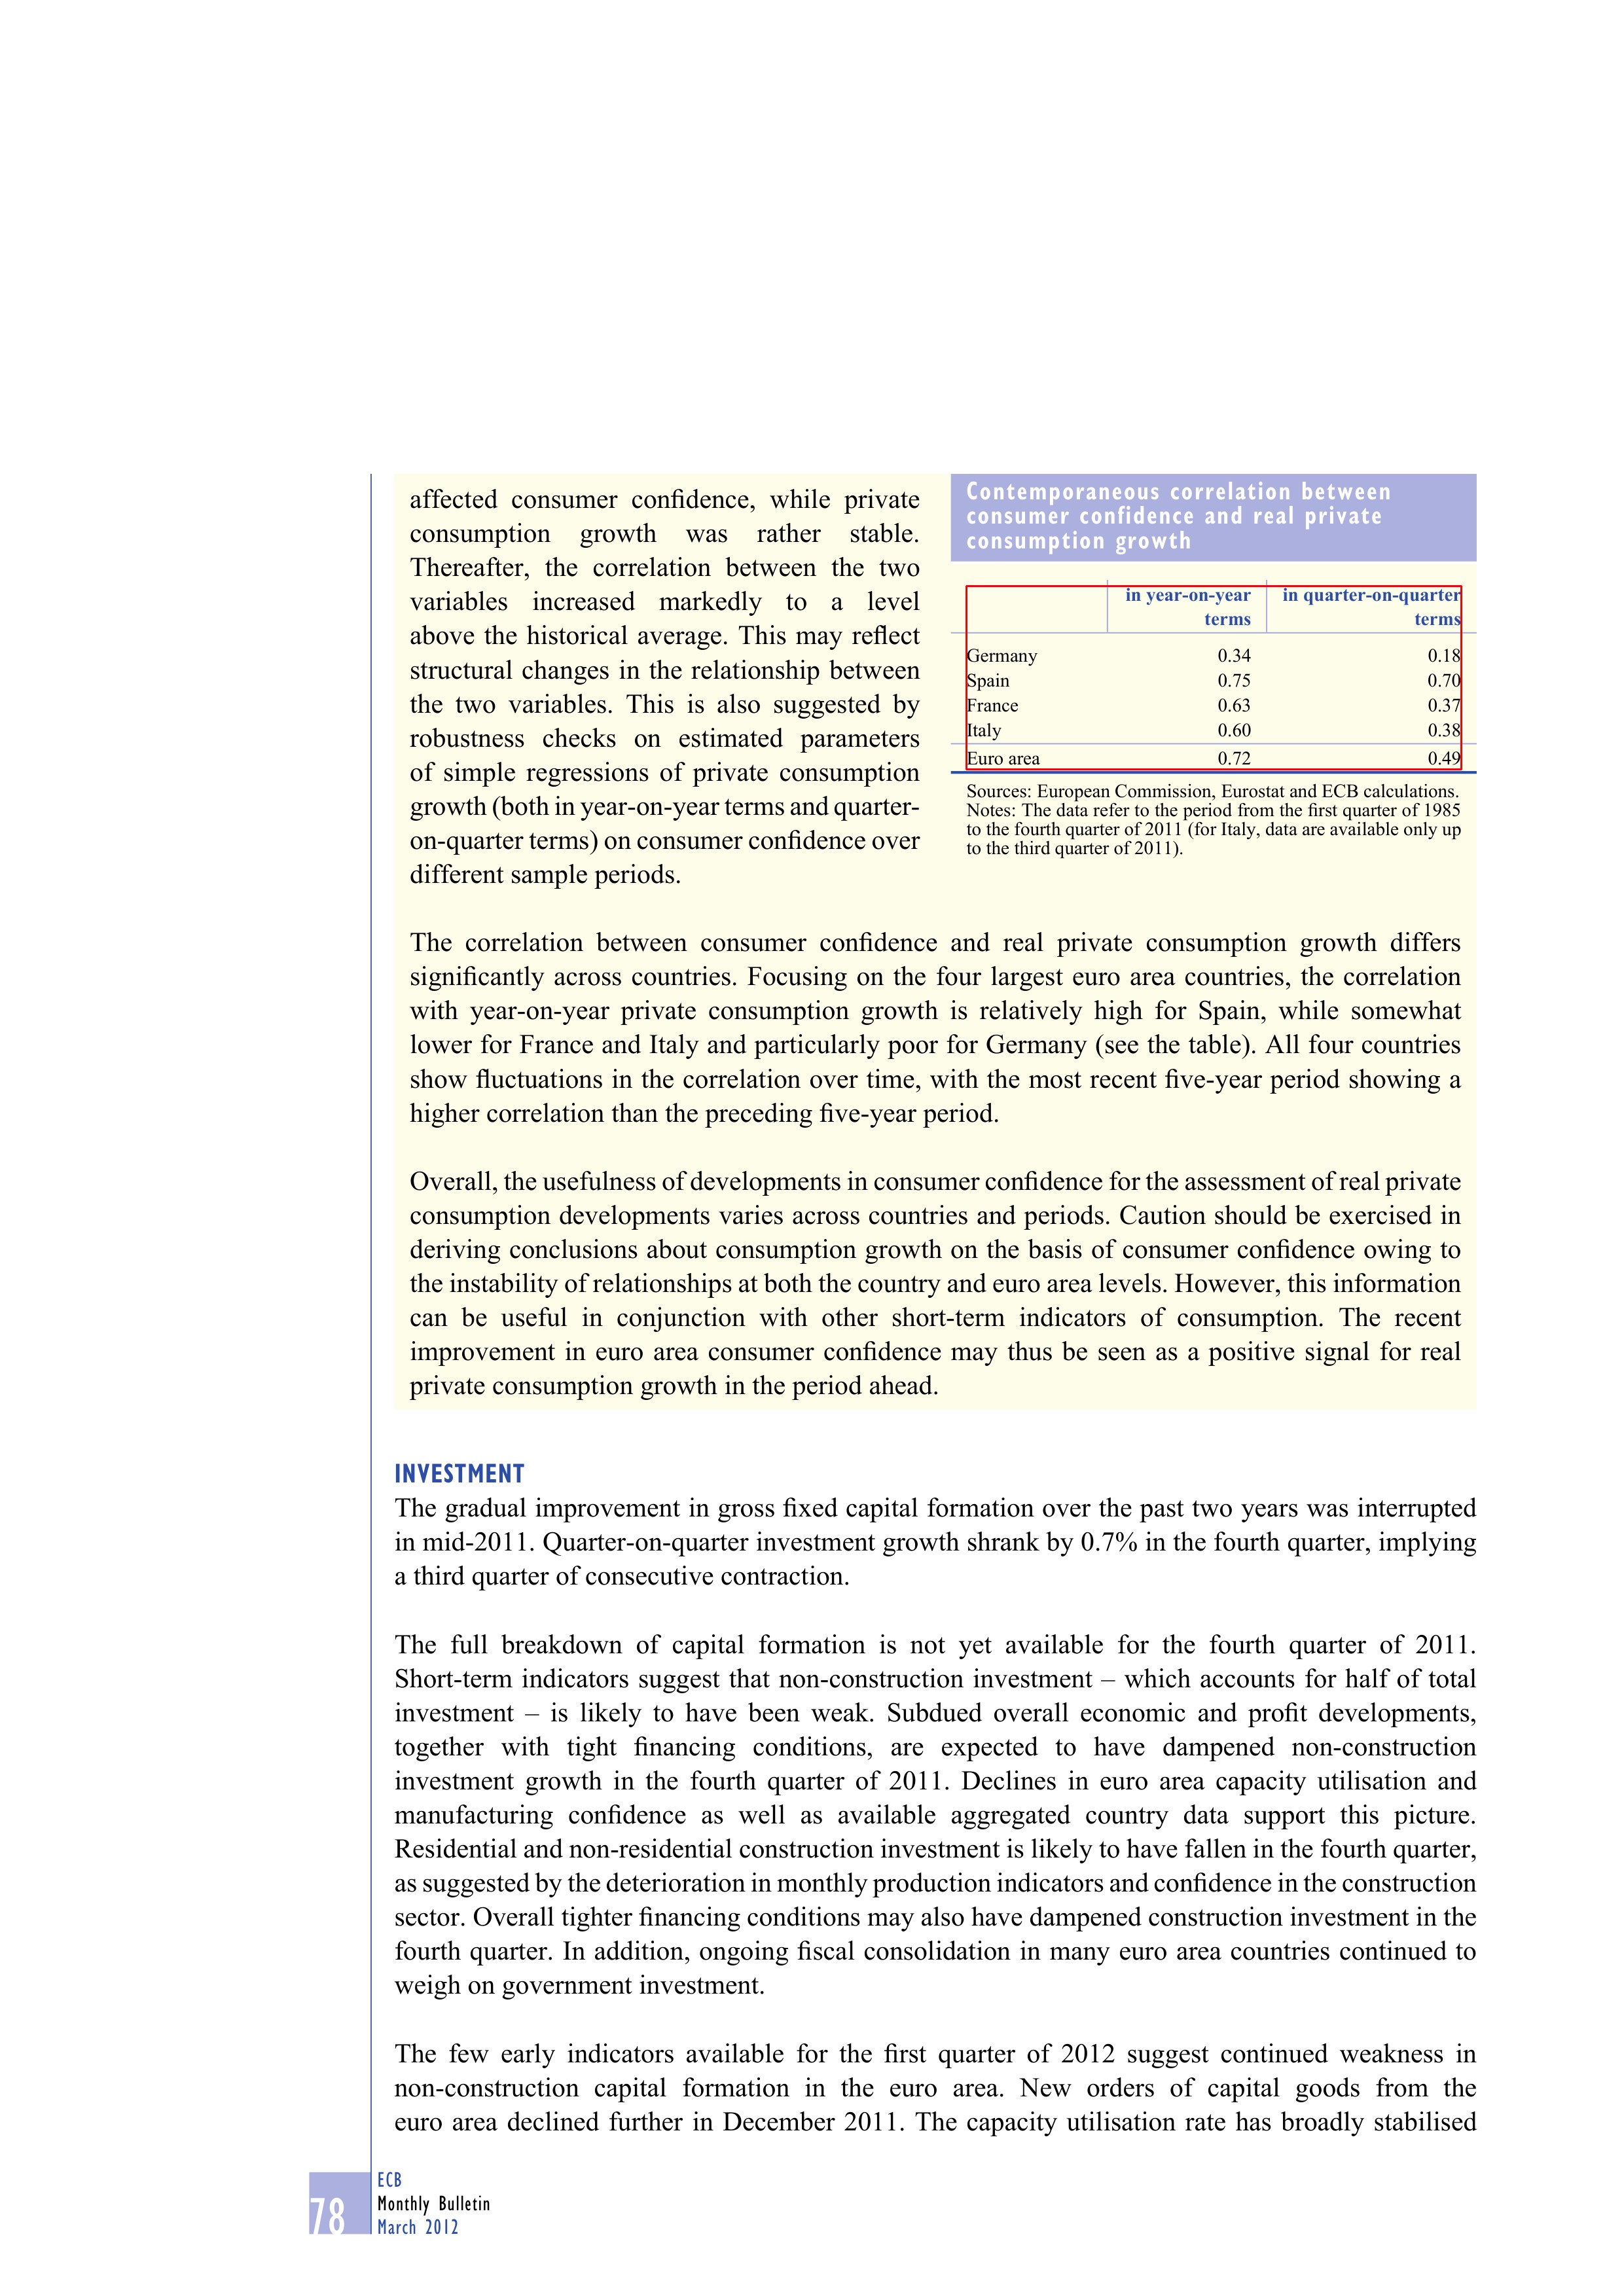 affected consumer confidence, while private
consumption growth was rather stable.
Thereafter, the correlation between the two
variables increased markedly to a level
above the historical average. This may reflect
structural changes in the relationship between
the two variables. This is also suggested by
robustness checks on estimated parameters
of simple regressions of private consumption
growth (both in year-on-year terms and quarter-
on-quarter terms) on consumer confidence over
different sample periods.
Contemporaneous correlation between
consumer confidence and real private
consumption growth
in year-on-year in quarter-on-quarter
terms terms
Germany 0.34 0.18
Spain 0.75 0.70
France 0.63 0.37
Italy 0.60 0.38
Euro area 0.72 0.49
Sources: European Commission, Eurostat and ECB calculations.
Notes: The data refer to the period from the first quarter of 1985
to the fourth quarter of 2011 (for Italy, data are available only up
to the third quarter of 2011).
The correlation between consumer confidence and real private consumption growth differs
significantly across countries. Focusing on the four largest euro area countries, the correlation
with year-on-year private consumption growth is relatively high for Spain, while somewhat
lower for France and Italy and particularly poor for Germany (see the table). All four countries
show fluctuations in the correlation over time, with the most recent five-year period showing a
higher correlation than the preceding five-year period.
Overall, the usefulness of developments in consumer confidence for the assessment of real private
consumption developments varies across countries and periods. Caution should be exercised in
deriving conclusions about consumption growth on the basis of consumer confidence owing to
the instability of relationships at both the country and euro area levels. However, this information
can be useful in conjunction with other short-term indicators of consumption. The recent
improvement in euro area consumer confidence may thus be seen as a positive signal for real
private consumption growth in the period ahead.
INVESTMENT
The gradual improvement in gross fixed capital formation over the past two years was interrupted
in mid-2011. Quarter-on-quarter investment growth shrank by 0.7% in the fourth quarter, implying
a third quarter of consecutive contraction.
The full breakdown of capital formation is not yet available for the fourth quarter of 2011.
Short-term indicators suggest that non-construction investment – which accounts for half of total
investment – is likely to have been weak. Subdued overall economic and profit developments,
together with tight financing conditions, are expected to have dampened non-construction
investment growth in the fourth quarter of 2011. Declines in euro area capacity utilisation and
manufacturing confidence as well as available aggregated country data support this picture.
Residential and non-residential construction investment is likely to have fallen in the fourth quarter,
as suggested by the deterioration in monthly production indicators and confidence in the construction
sector. Overall tighter financing conditions may also have dampened construction investment in the
fourth quarter. In addition, ongoing fiscal consolidation in many euro area countries continued to
weigh on government investment.
The few early indicators available for the first quarter of 2012 suggest continued weakness in
non-construction capital formation in the euro area. New orders of capital goods from the
euro area declined further in December 2011. The capacity utilisation rate has broadly stabilised
78
ECB
Monthly Bulletin
March 2012